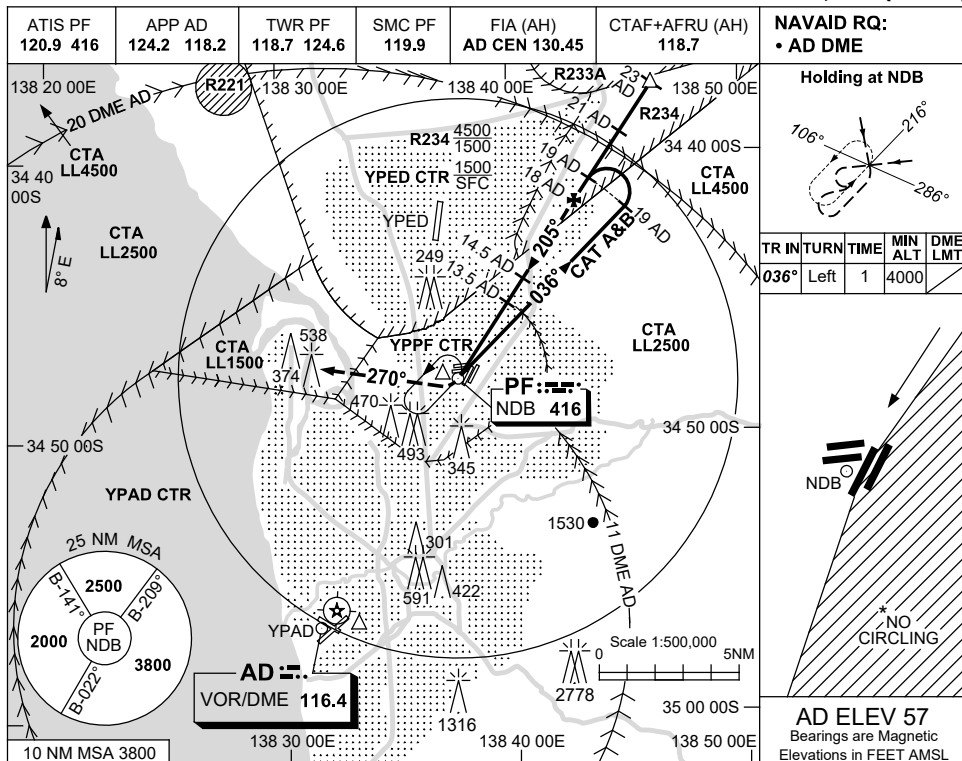 ATIS PF
120.9 416
APP AD
124.2 118.2
TWR PF
118.7 124.6
SMC PF
119.9
FIA (AH)
AD CEN 130.45
CTAF+AFRU (AH)
118.7
NAVAID RQ:
• AD DME
138 20 00E
R221
138 30 00E
138 40 00E
R233A
23 AD
138 50 00E
20 DME AD
21 AD
R234
R234 4500
1500
34 40 00S
CTA
LL4500
34 40
00S
19 AD
YPED CTR 1500
SFC
18 AD
CTA
LL4500
YPED
19 AD
CTA
LL2500
8° E
205°
CAT A&B
14.5 AD
249
036°
13.5 AD
CTA
LL2500
538
CTA
LL1500
YPPF CTR
374
270°
PF
NDB 416
470
493
345
34 50 00S
34 50 00S
YPAD CTR
1530
11 DME AD
301
591
422
25 NM MSA
B-141°
2500
B-209°
PF
NDB
2000
3800
B-022°
YPAD
AD
VOR/DME 116.4
Scale 1:500,000
0
5NM
2778
1316
35 00 00S
10 NM MSA 3800
138 30 00E
138 40 00E
138 50 00E
Holding at NDB
106°
216°
286°
TR IN TURN TIME MIN ALT DME LMT
036° Left 1 4000
NDB
*NO
CIRCLING
AD ELEV 57
Bearings are Magnetic
Elevations in FEET AMSL